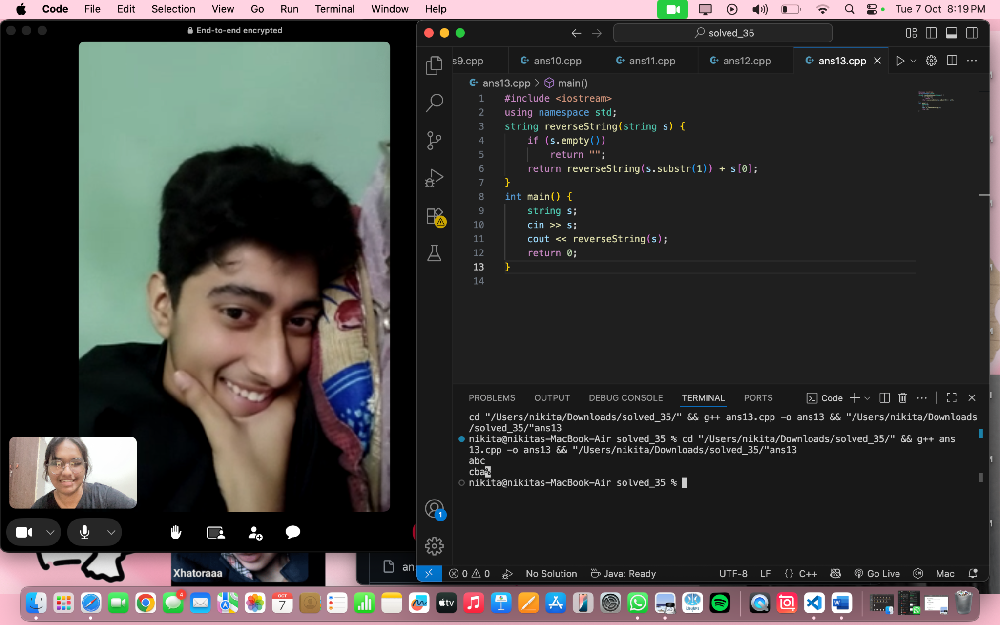 Code File Edit Selection View Go Run Terminal Window Help
Tue 7 Oct 8:19 PM
End-to-end encrypted
solved_35
s9.cpp
ans10.cpp
ans11.cpp
ans12.cpp
ans13.cpp
ans13.cpp > main()
1 #include <iostream>
2 using namespace std;
3 string reverseString(string s) {
4 if (s.empty())
5 return "";
6 return reverseString(s.substr(1)) + s[0];
7 }
8 int main() {
9 string s;
10 cin >> s;
11 cout << reverseString(s);
12 return 0;
13 }
14
PROBLEMS OUTPUT DEBUG CONSOLE TERMINAL PORTS
Code
cd "/Users/nikita/Downloads/solved_35/" && g++ ans13.cpp -o ans13 && "/Users/nikita/Downloads
/solved_35/"ans13
nikita@nikitas-MacBook-Air solved_35 % cd "/Users/nikita/Downloads/solved_35/" && g++ ans
13.cpp -o ans13 && "/Users/nikita/Downloads/solved_35/"ans13
abc
cba%
nikita@nikitas-MacBook-Air solved_35 %
1
Xhatoraaa
an
0 0 No Solution Java: Ready
UTF-8 LF {} C++ Go Live Mac
4
OCT
7
tv
iCloudEMS
W